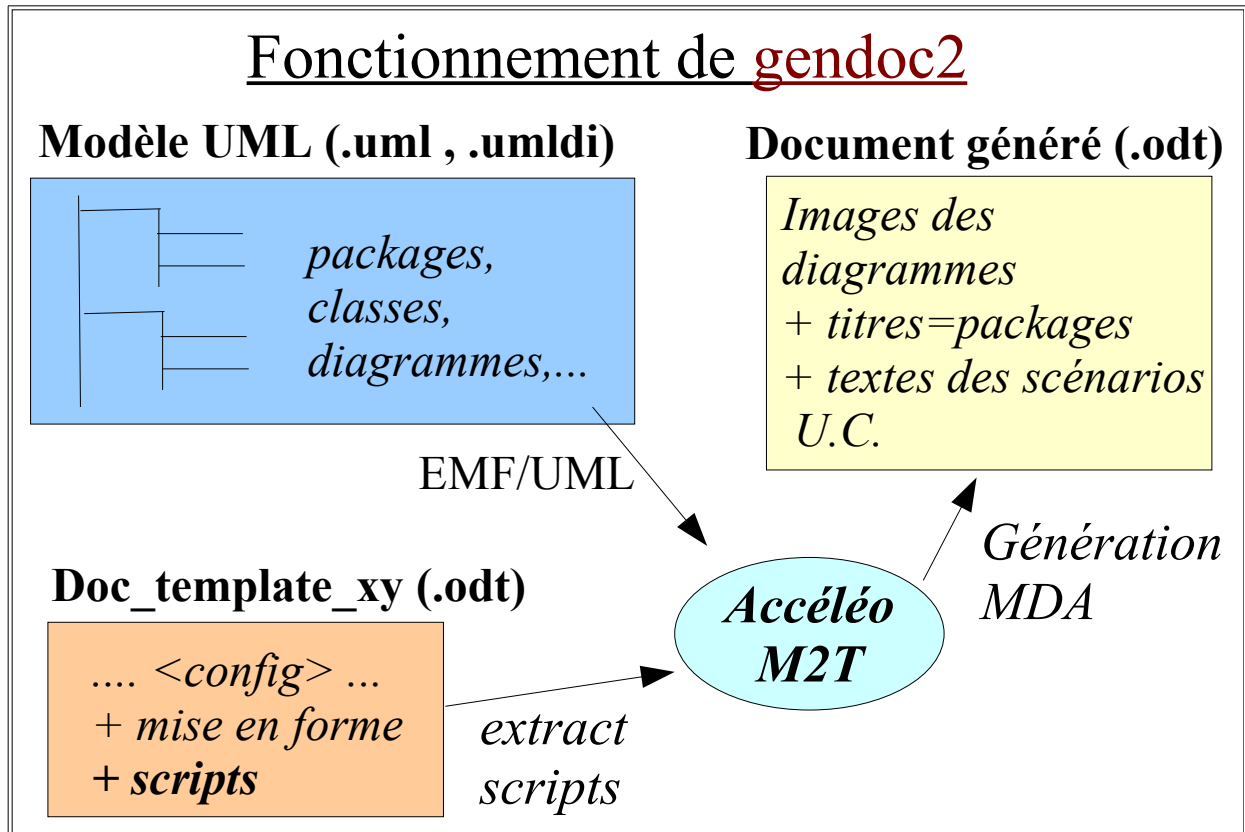 Fonctionnement de gendoc2
Modèle UML (.uml , .umldi)
packages,
classes,
diagrammes,...
Document généré (.odt)
Images des
diagrammes
+ titres=packages
+ textes des scénarios
U.C.
EMF/UML
Doc_template_xy (.odt)
.... <config> ...
+ mise en forme
+ scripts
extract
scripts
Accéléo
M2T
Génération
MDA